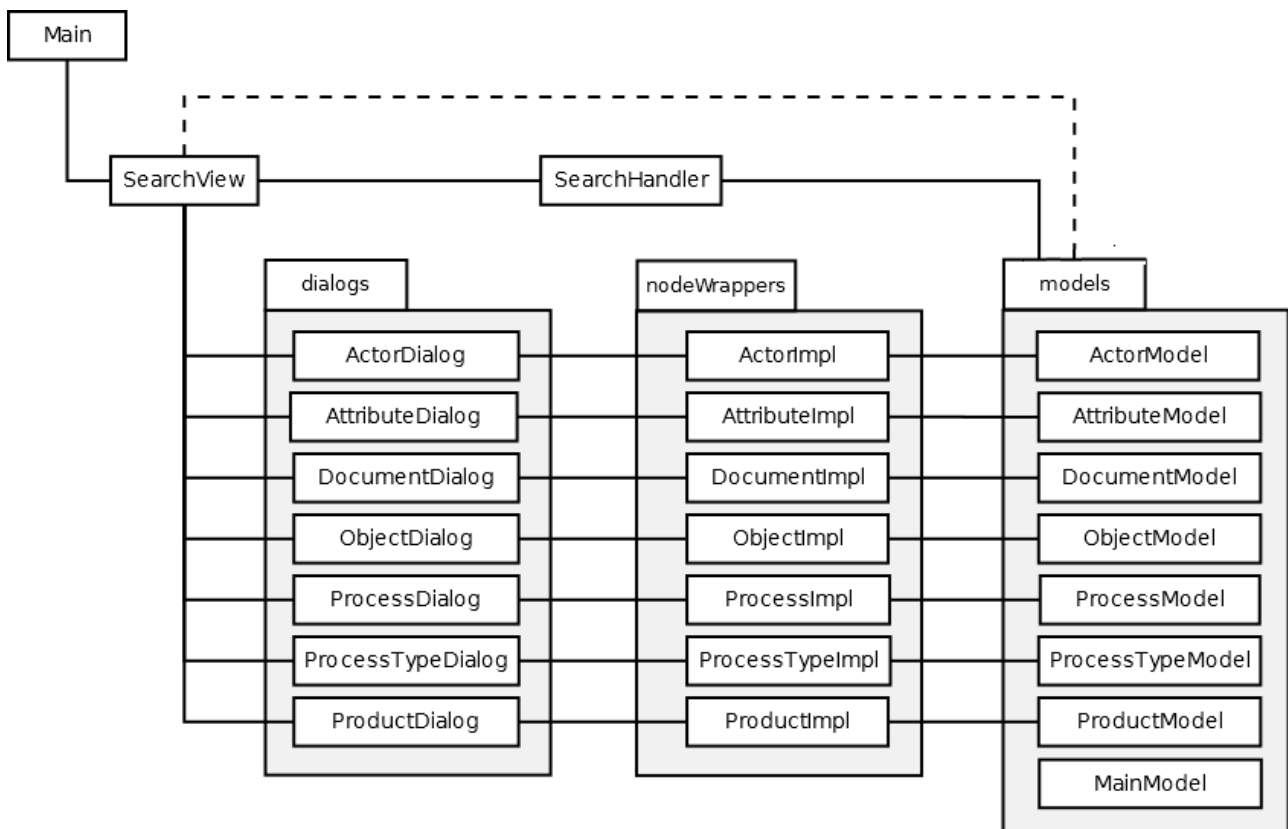 Main
SearchView
SearchHandler
dialogs
nodeWrappers
models
ActorDialog
ActorImpl
ActorModel
AttributeDialog
AttributeImpl
AttributeModel
DocumentDialog
DocumentImpl
DocumentModel
ObjectDialog
ObjectImpl
ObjectModel
ProcessDialog
ProcessImpl
ProcessModel
ProcessTypeDialog
ProcessTypeImpl
ProcessTypeModel
ProductDialog
ProductImpl
ProductModel
MainModel